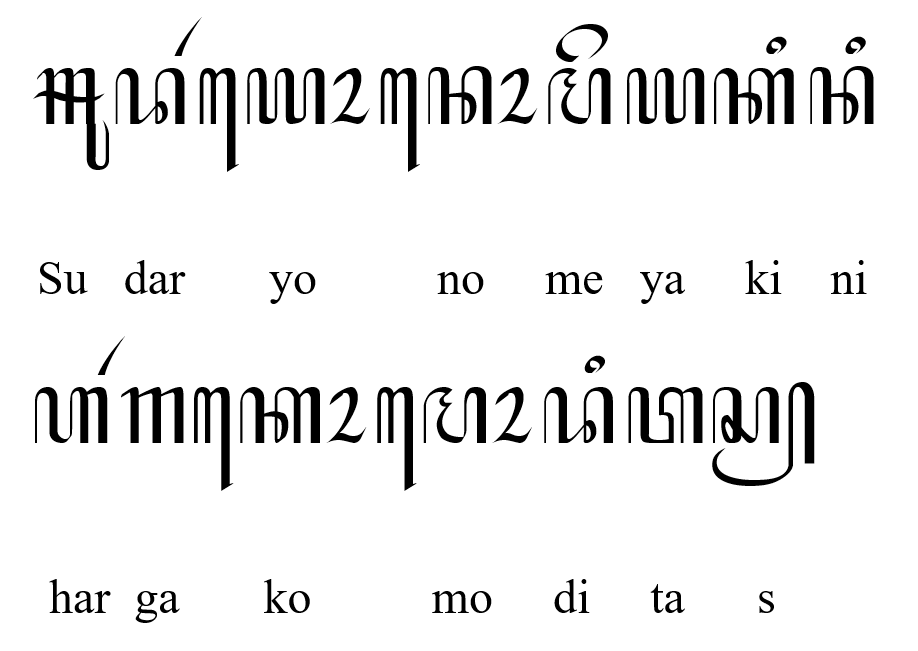 ꦯꦸꦢꦂꦪꦺꦴꦤꦺꦴꦩꦼꦪꦏꦶꦤꦶ
Su dar yo no me ya ki ni
ꦲꦂꦒꦏꦺꦴꦩꦺꦴꦢꦶꦠꦱ꧀
har ga ko mo di ta s